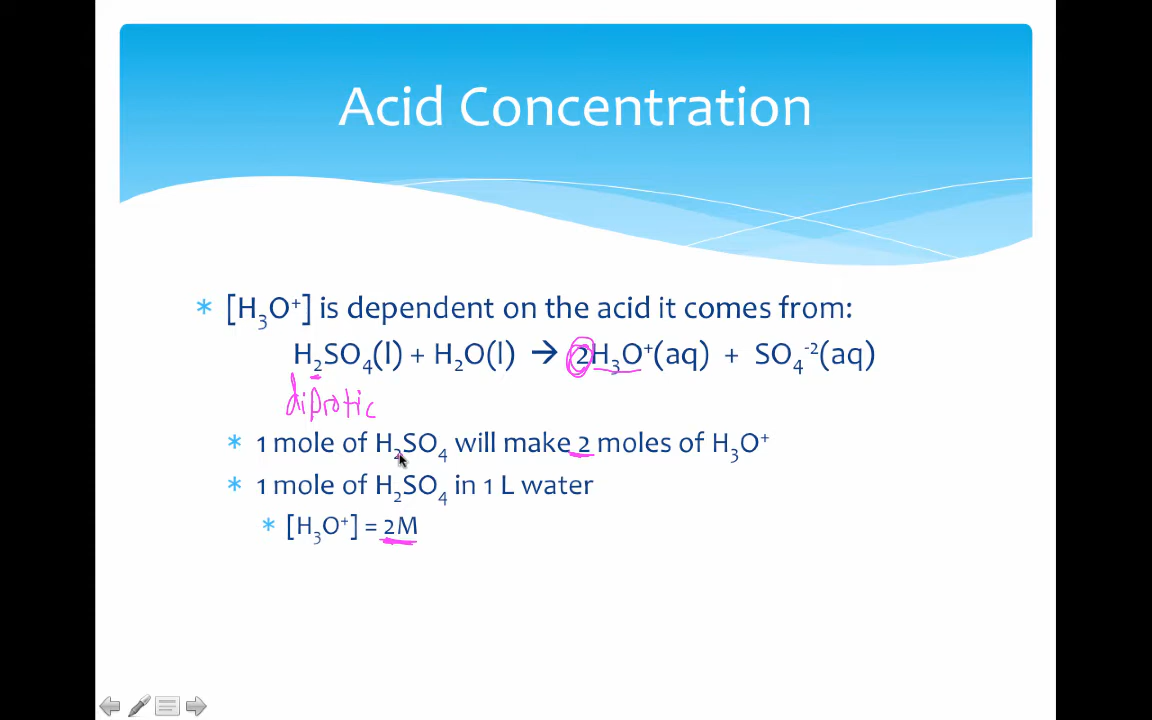 Acid Concentration
* [H₃O⁺] is dependent on the acid it comes from:
H₂SO₄(l) + H₂O(l) → 2H₃O⁺(aq) + SO₄⁻²(aq)
diprotic
* 1 mole of H₂SO₄ will make 2 moles of H₃O⁺
* 1 mole of H₂SO₄ in 1 L water
* [H₃O⁺] = 2M